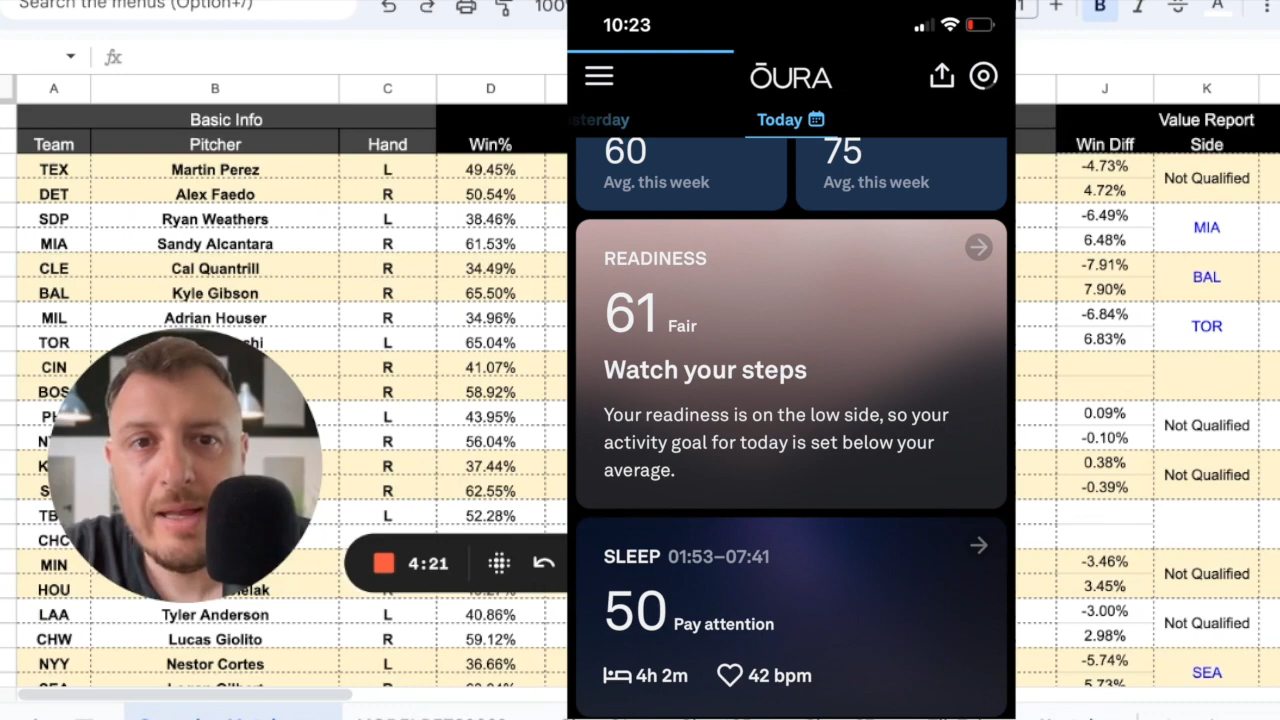 Search the menus (Option+/)
100
1
B
I
S
A
fx
A B C D
J K
Basic Info
Value Report
Team Pitcher Hand Win%
Win Diff Side
TEX Martin Perez L 49.45%
DET Alex Faedo R 50.54%
SDP Ryan Weathers L 38.46%
MIA Sandy Alcantara R 61.53%
CLE Cal Quantrill R 34.49%
BAL Kyle Gibson R 65.50%
MIL Adrian Houser R 34.96%
TOR L 65.04%
CIN R 41.07%
BOS R 58.92%
L 43.95%
R 56.04%
R 37.44%
R 62.55%
L 52.28%
CHC
MIN
HOU
LAA Tyler Anderson L 40.86%
CHW Lucas Giolito R 59.12%
NYY Nestor Cortes L 36.66%
4:21
10:23
ŌURA
Today
60
Avg. this week
75
Avg. this week
READINESS
61 Fair
Watch your steps
Your readiness is on the low side, so your
activity goal for today is set below your
average.
SLEEP 01:53–07:41
50 Pay attention
4h 2m 42 bpm
-4.73%
Not Qualified
4.72%
-6.49%
MIA
6.48%
-7.91%
BAL
7.90%
-6.84%
TOR
6.83%
0.09%
Not Qualified
-0.10%
0.38%
Not Qualified
-0.39%
-3.46%
Not Qualified
3.45%
-3.00%
Not Qualified
2.98%
-5.74%
SEA
5.73%